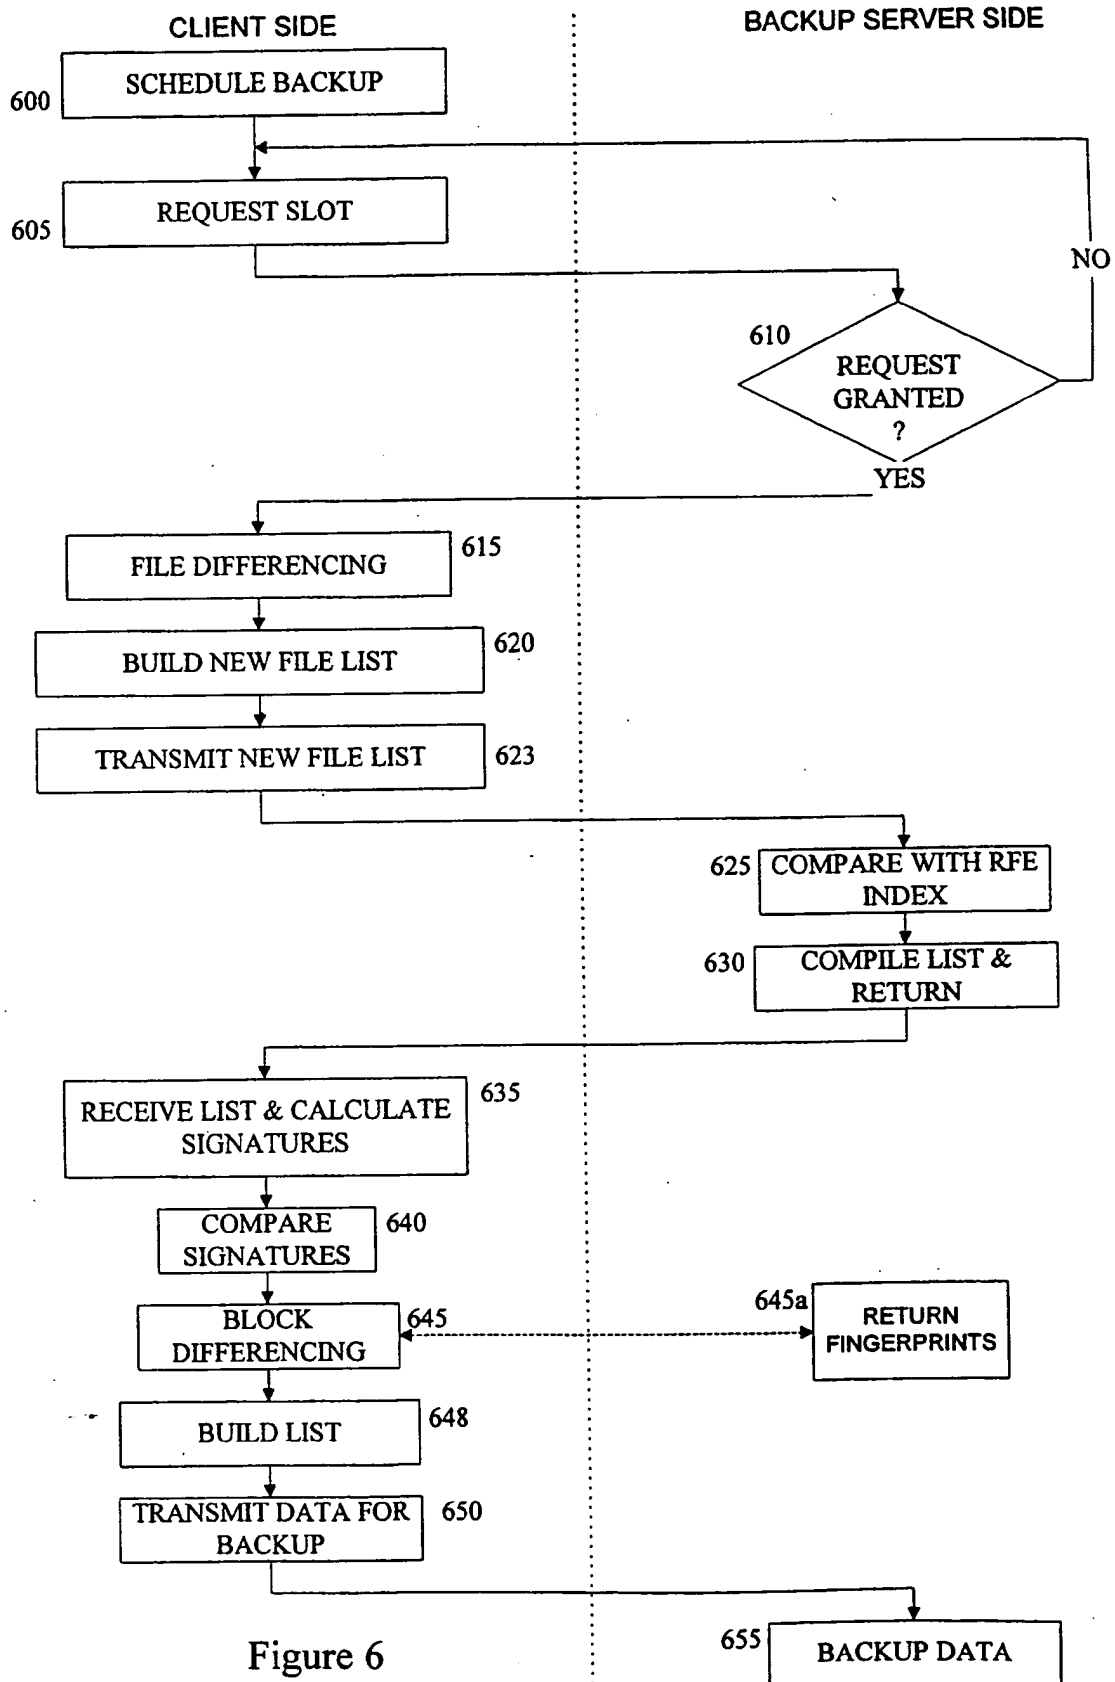 CLIENT SIDE
BACKUP SERVER SIDE
SCHEDULE BACKUP
600
REQUEST SLOT
605
NO
610
REQUEST
GRANTED
?
YES
FILE DIFFERENCING
615
BUILD NEW FILE LIST
620
TRANSMIT NEW FILE LIST
623
625
COMPARE WITH RFE
INDEX
630
COMPILE LIST &
RETURN
RECEIVE LIST & CALCULATE
SIGNATURES
635
COMPARE
SIGNATURES
640
BLOCK
DIFFERENCING
645
645a
RETURN
FINGERPRINTS
BUILD LIST
648
TRANSMIT DATA FOR
BACKUP
650
655
BACKUP DATA
Figure 6